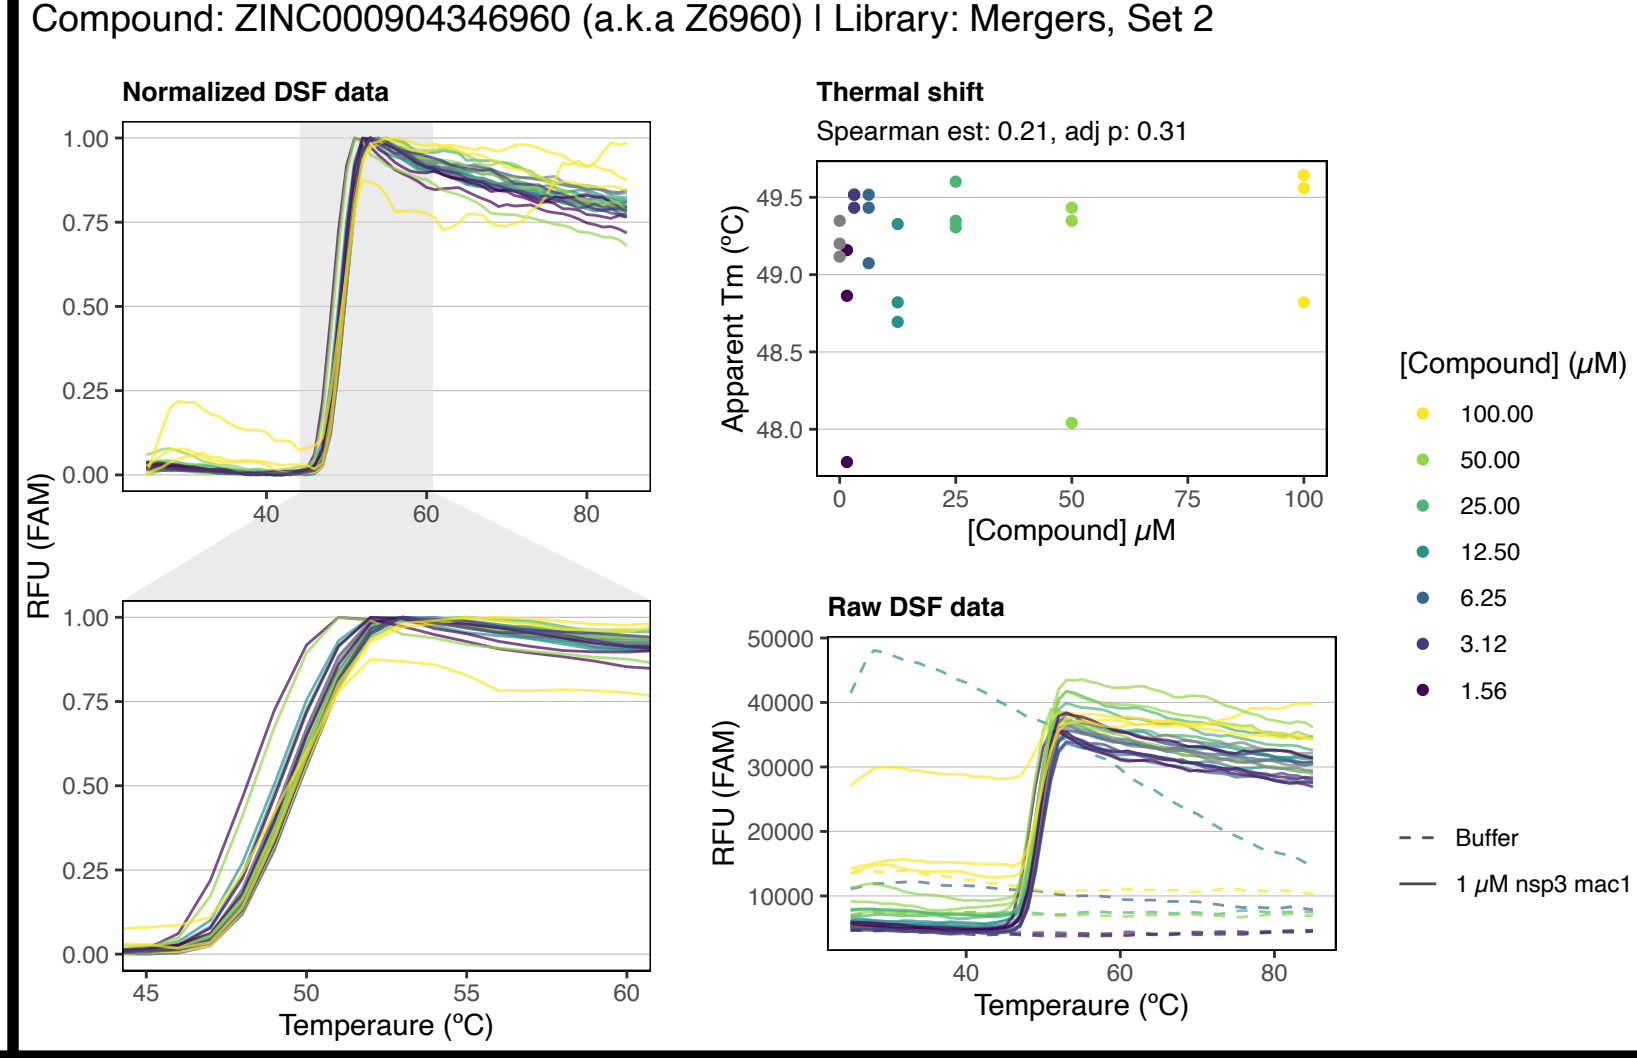 Compound: ZINC000904346960 (a.k.a Z6960) | Library: Mergers, Set 2
Normalized DSF data
1.00
0.75
0.50
0.25
0.00
40 60 80
RFU (FAM)
1.00
0.75
0.50
0.25
0.00
45 50 55 60
Temperaure (ºC)
Thermal shift
Spearman est: 0.21, adj p: 0.31
Apparent Tm (ºC)
49.5
49.0
48.5
48.0
0 25 50 75 100
[Compound] µM
Raw DSF data
RFU (FAM)
50000
40000
30000
20000
10000
40 60 80
Temperaure (ºC)
[Compound] (µM)
100.00
50.00
25.00
12.50
6.25
3.12
1.56
Buffer
1 µM nsp3 mac1